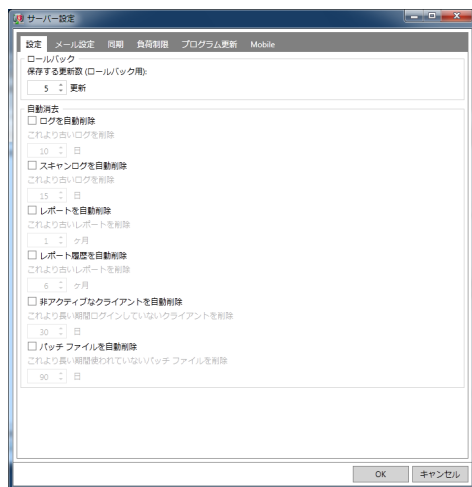 サーバー設定
設定 メール設定 同期 負荷制限 プログラム更新 Mobile
ロールバック
保存する更新数 (ロールバック用):
5 更新
自動消去
ログを自動削除
これより古いログを削除
10 日
スキャンログを自動削除
これより古いログを削除
15 日
レポートを自動削除
これより古いレポートを削除
1 ヶ月
レポート履歴を自動削除
これより古いレポートを削除
6 ヶ月
非アクティブなクライアントを自動削除
これより長い期間ログインしていないクライアントを削除
30 日
パッチ ファイルを自動削除
これより長い期間使われていないパッチ ファイルを削除
90 日
OK キャンセル